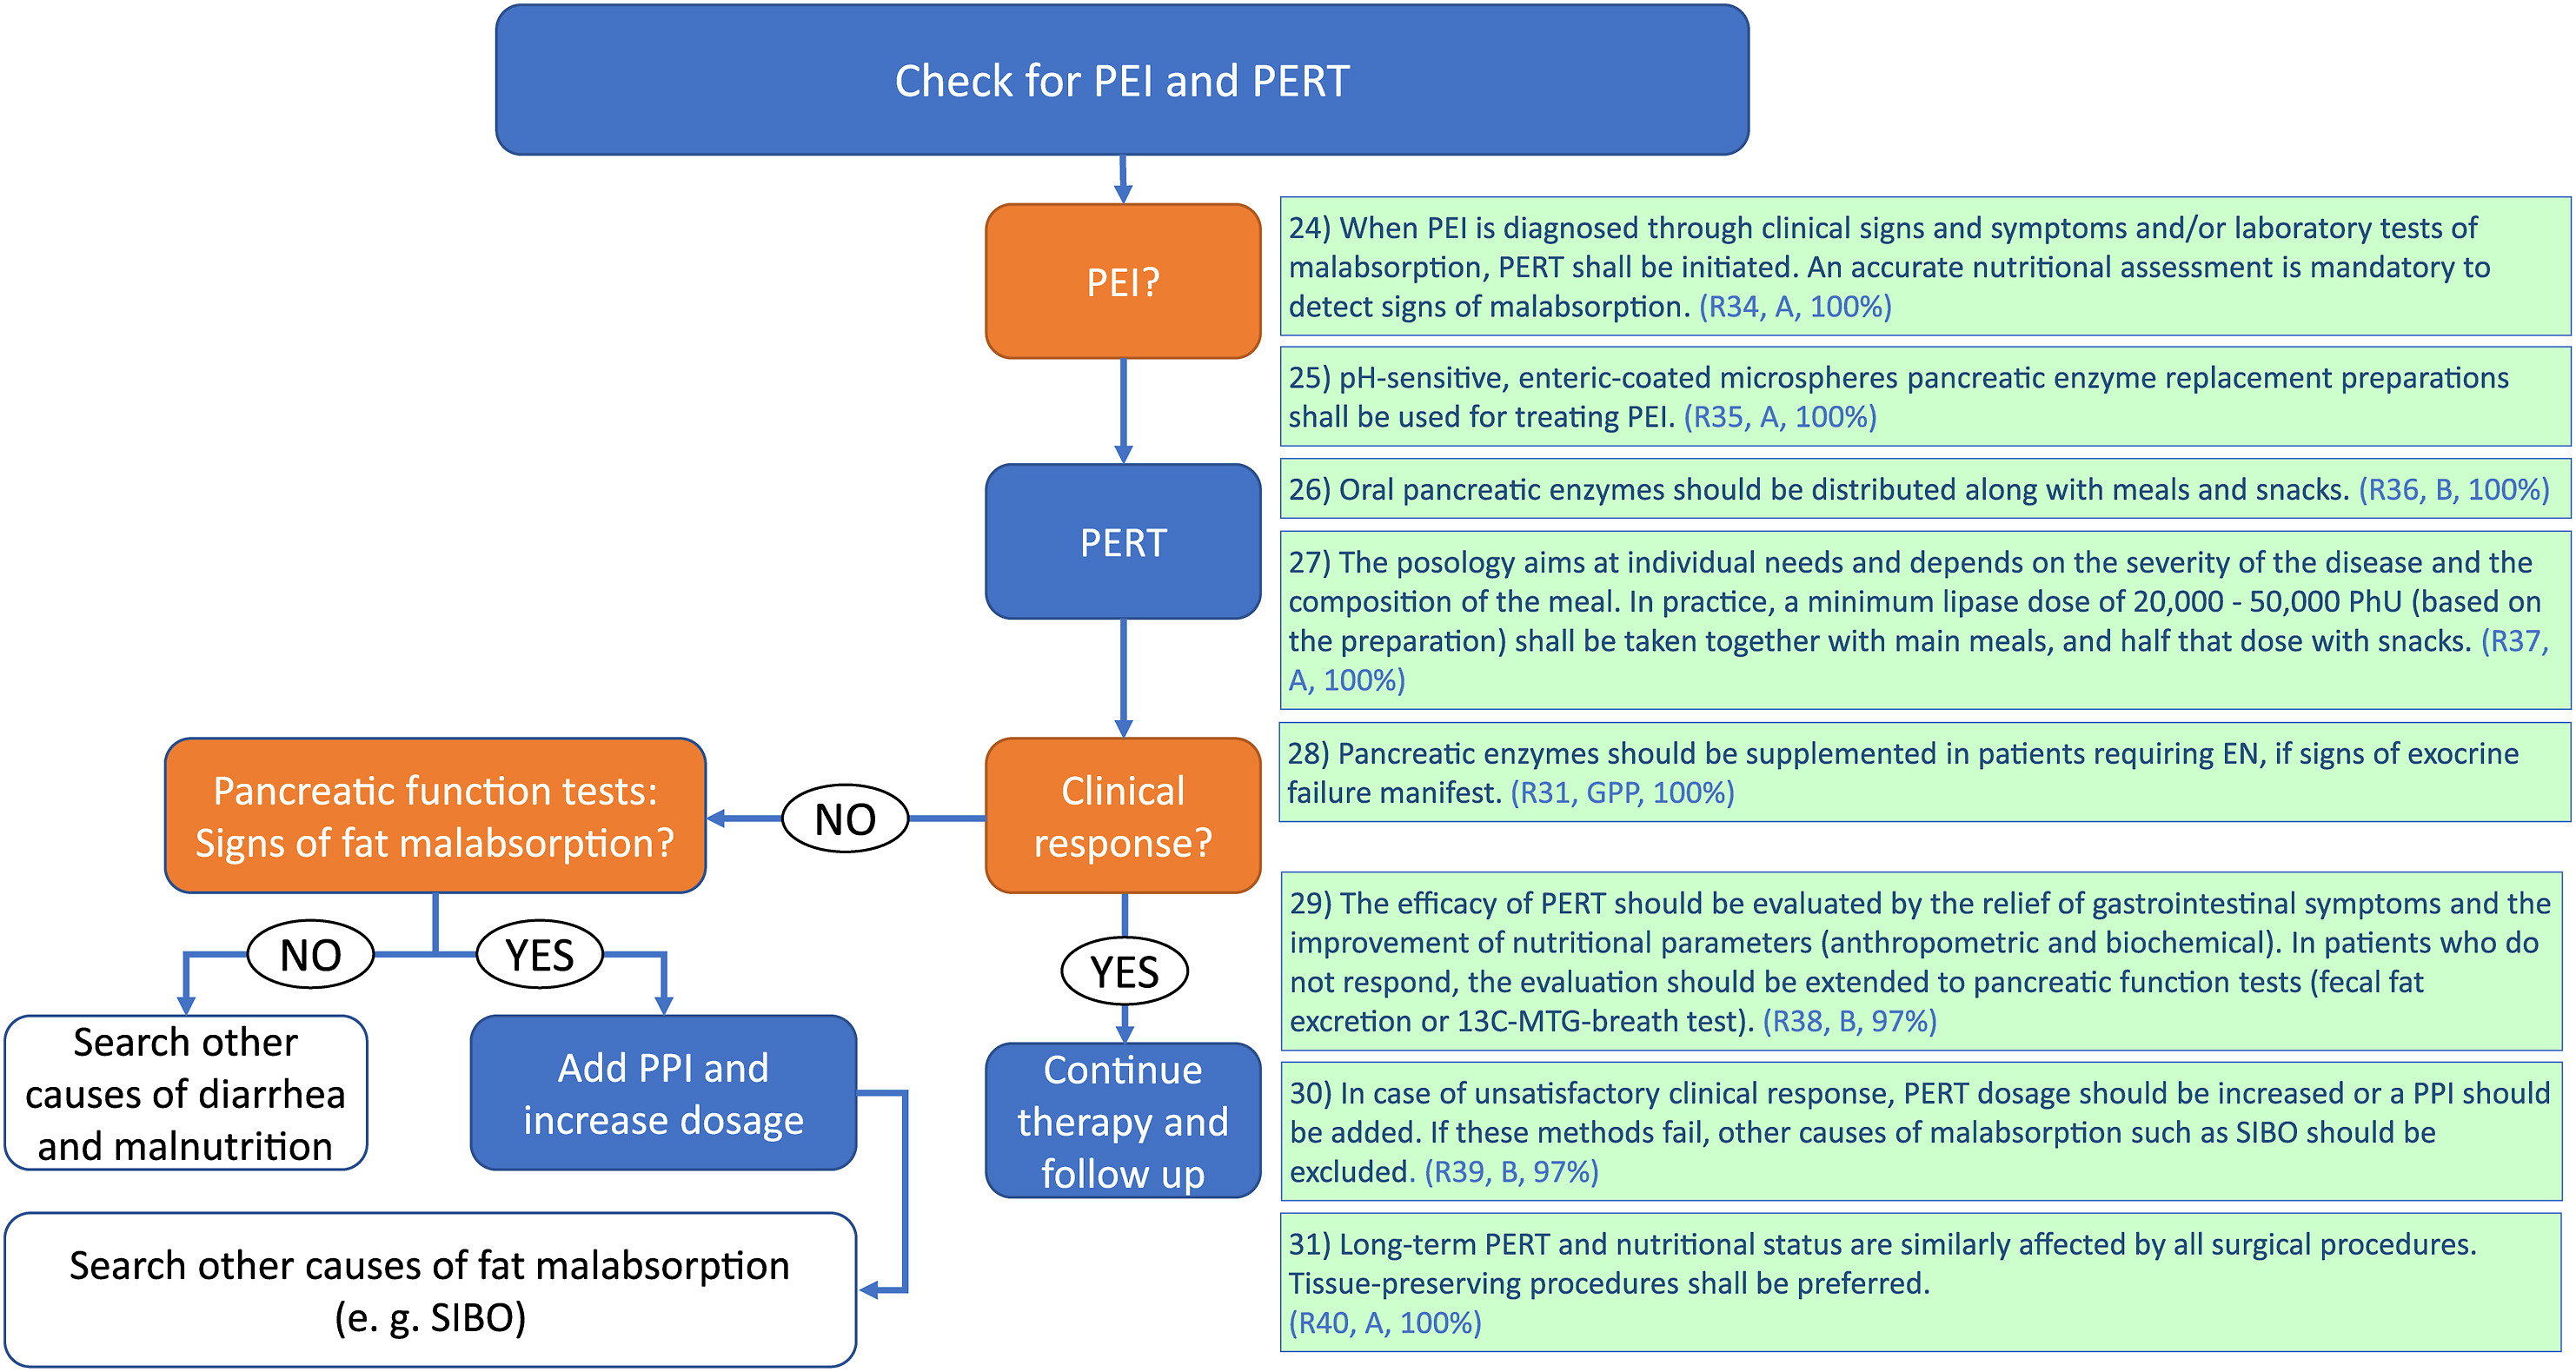 Check for PEI and PERT
PEI?
24) When PEI is diagnosed through clinical signs and symptoms and/or laboratory tests of
malabsorption, PERT shall be initiated. An accurate nutritional assessment is mandatory to
detect signs of malabsorption. (R34, A, 100%)
25) pH-sensitive, enteric-coated microspheres pancreatic enzyme replacement preparations
shall be used for treating PEI. (R35, A, 100%)
PERT
26) Oral pancreatic enzymes should be distributed along with meals and snacks. (R36, B, 100%)
27) The posology aims at individual needs and depends on the severity of the disease and the
composition of the meal. In practice, a minimum lipase dose of 20,000 - 50,000 PhU (based on
the preparation) shall be taken together with main meals, and half that dose with snacks. (R37,
A, 100%)
Pancreatic function tests:
Signs of fat malabsorption?
NO
Clinical
response?
28) Pancreatic enzymes should be supplemented in patients requiring EN, if signs of exocrine
failure manifest. (R31, GPP, 100%)
NO
YES
YES
29) The efficacy of PERT should be evaluated by the relief of gastrointestinal symptoms and the
improvement of nutritional parameters (anthropometric and biochemical). In patients who do
not respond, the evaluation should be extended to pancreatic function tests (fecal fat
excretion or 13C-MTG-breath test). (R38, B, 97%)
Search other
causes of diarrhea
and malnutrition
Add PPI and
increase dosage
Continue
therapy and
follow up
30) In case of unsatisfactory clinical response, PERT dosage should be increased or a PPI should
be added. If these methods fail, other causes of malabsorption such as SIBO should be
excluded. (R39, B, 97%)
Search other causes of fat malabsorption
(e. g. SIBO)
31) Long-term PERT and nutritional status are similarly affected by all surgical procedures.
Tissue-preserving procedures shall be preferred.
(R40, A, 100%)